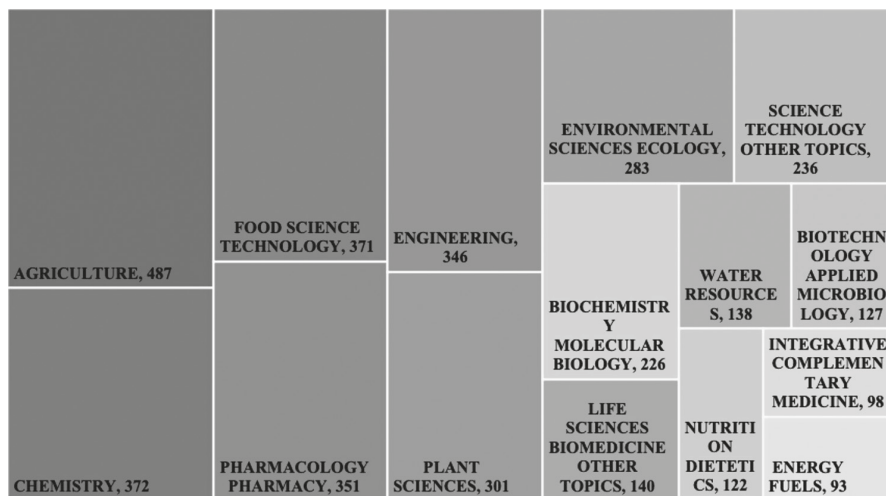 AGRICULTURE, 487
CHEMISTRY, 372
FOOD SCIENCE
TECHNOLOGY, 371
PHARMACOLOGY
PHARMACY, 351
ENGINEERING,
346
PLANT
SCIENCES, 301
ENVIRONMENTAL
SCIENCES ECOLOGY,
283
SCIENCE
TECHNOLOGY
OTHER TOPICS,
236
BIOCHEMISTR
Y
MOLECULAR
BIOLOGY, 226
LIFE
SCIENCES
BIOMEDICINE
OTHER
TOPICS, 140
WATER
RESOURCE
S, 138
BIOTECHN
OLOGY
APPLIED
MICROBIO
LOGY, 127
NUTRITI
ON
DIETETI
CS, 122
INTEGRATIVE
COMPLEMEN
TARY
MEDICINE, 98
ENERGY
FUELS, 93